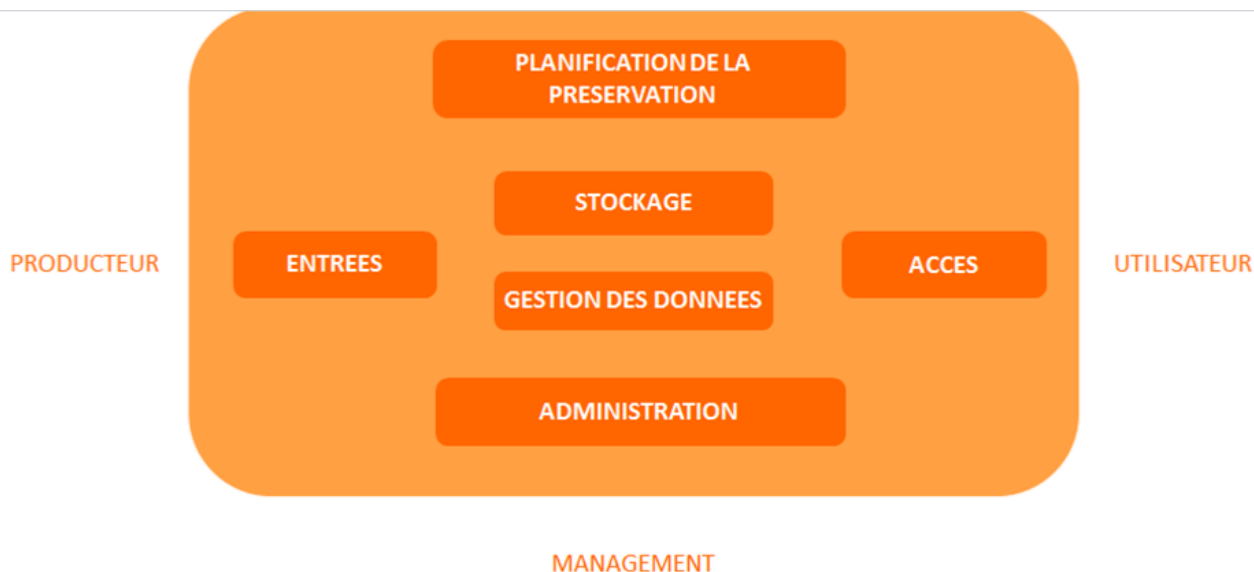 PLANIFICATION DE LA
PRESERVATION
STOCKAGE
PRODUCTEUR
ENTREES
ACCES
UTILISATEUR
GESTION DES DONNEES
ADMINISTRATION
MANAGEMENT